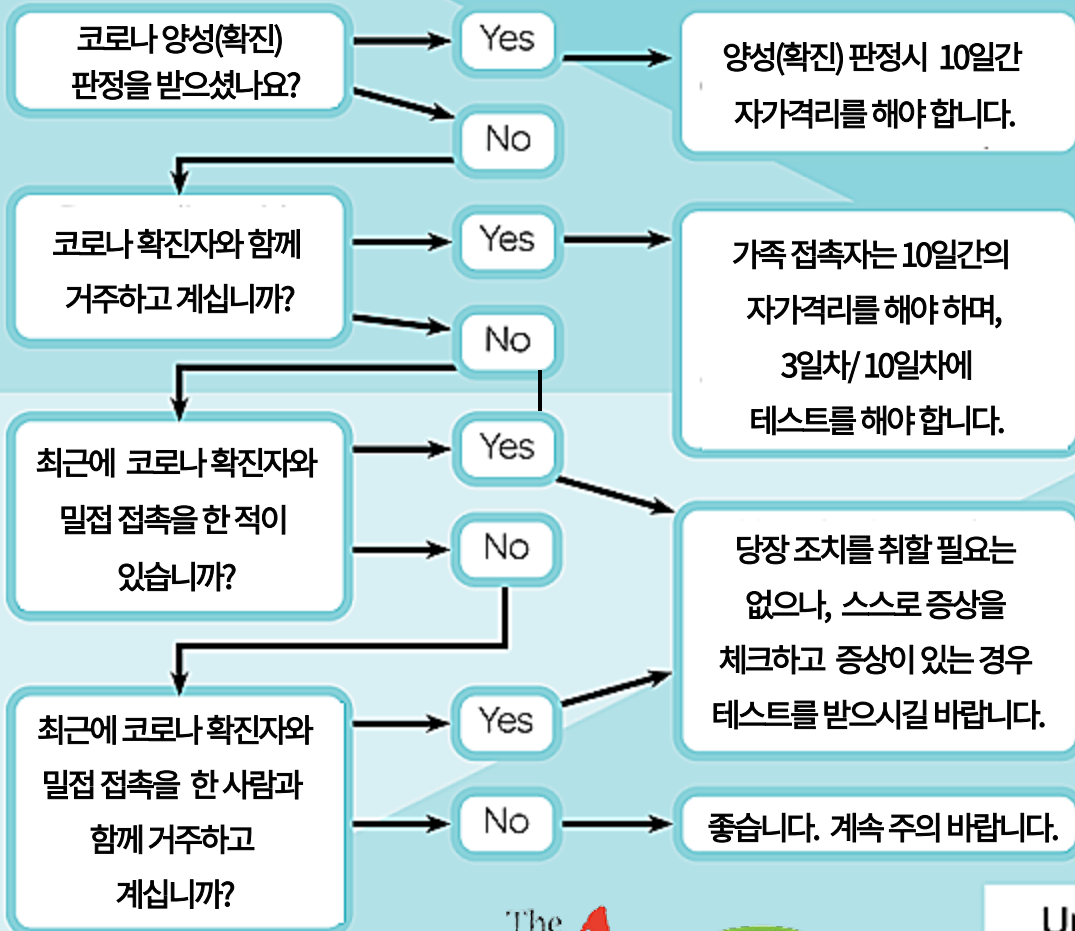 코로나 양성(확진)
판정을 받으셨나요?
Yes
양성(확진) 판정시 10일간
자가격리를 해야 합니다.
No
코로나 확진자와 함께
거주하고 계십니까?
Yes
가족 접촉자는 10일간의
자가격리를 해야 하며,
3일차/ 10일차에
테스트를 해야 합니다.
No
최근에 코로나 확진자와
밀접 접촉을 한 적이
있습니까?
Yes
No
당장 조치를 취할 필요는
없으나, 스스로 증상을
체크하고 증상이 있는 경우
테스트를 받으시길 바랍니다.
최근에 코로나 확진자와
밀접 접촉을 한 사람과
함께 거주하고
계십니까?
Yes
No
좋습니다. 계속 주의 바랍니다.
The